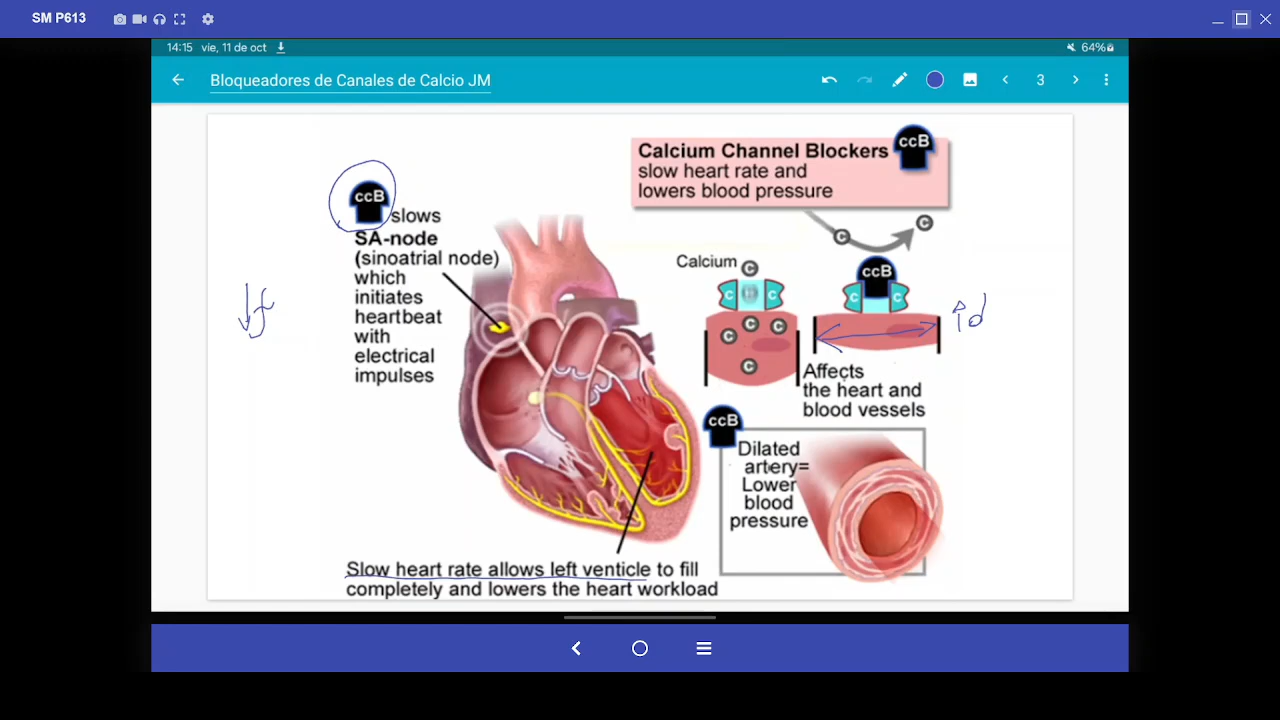 SM P613
14:15 vie, 11 de oct
64%
Bloqueadores de Canales de Calcio JM
3
ccB
slows
SA-node
(sinoatrial node)
which
initiates
heartbeat
with
electrical
impulses
↓f
Slow heart rate allows left venticle to fill
completely and lowers the heart workload
Calcium Channel Blockers
ccB
slow heart rate and
lowers blood pressure
C
C
Calcium
C
C
C
C
C
C
C
C
ccB
C
C
↑d
Affects
the heart and
blood vessels
ccB
Dilated
artery=
Lower
blood
pressure